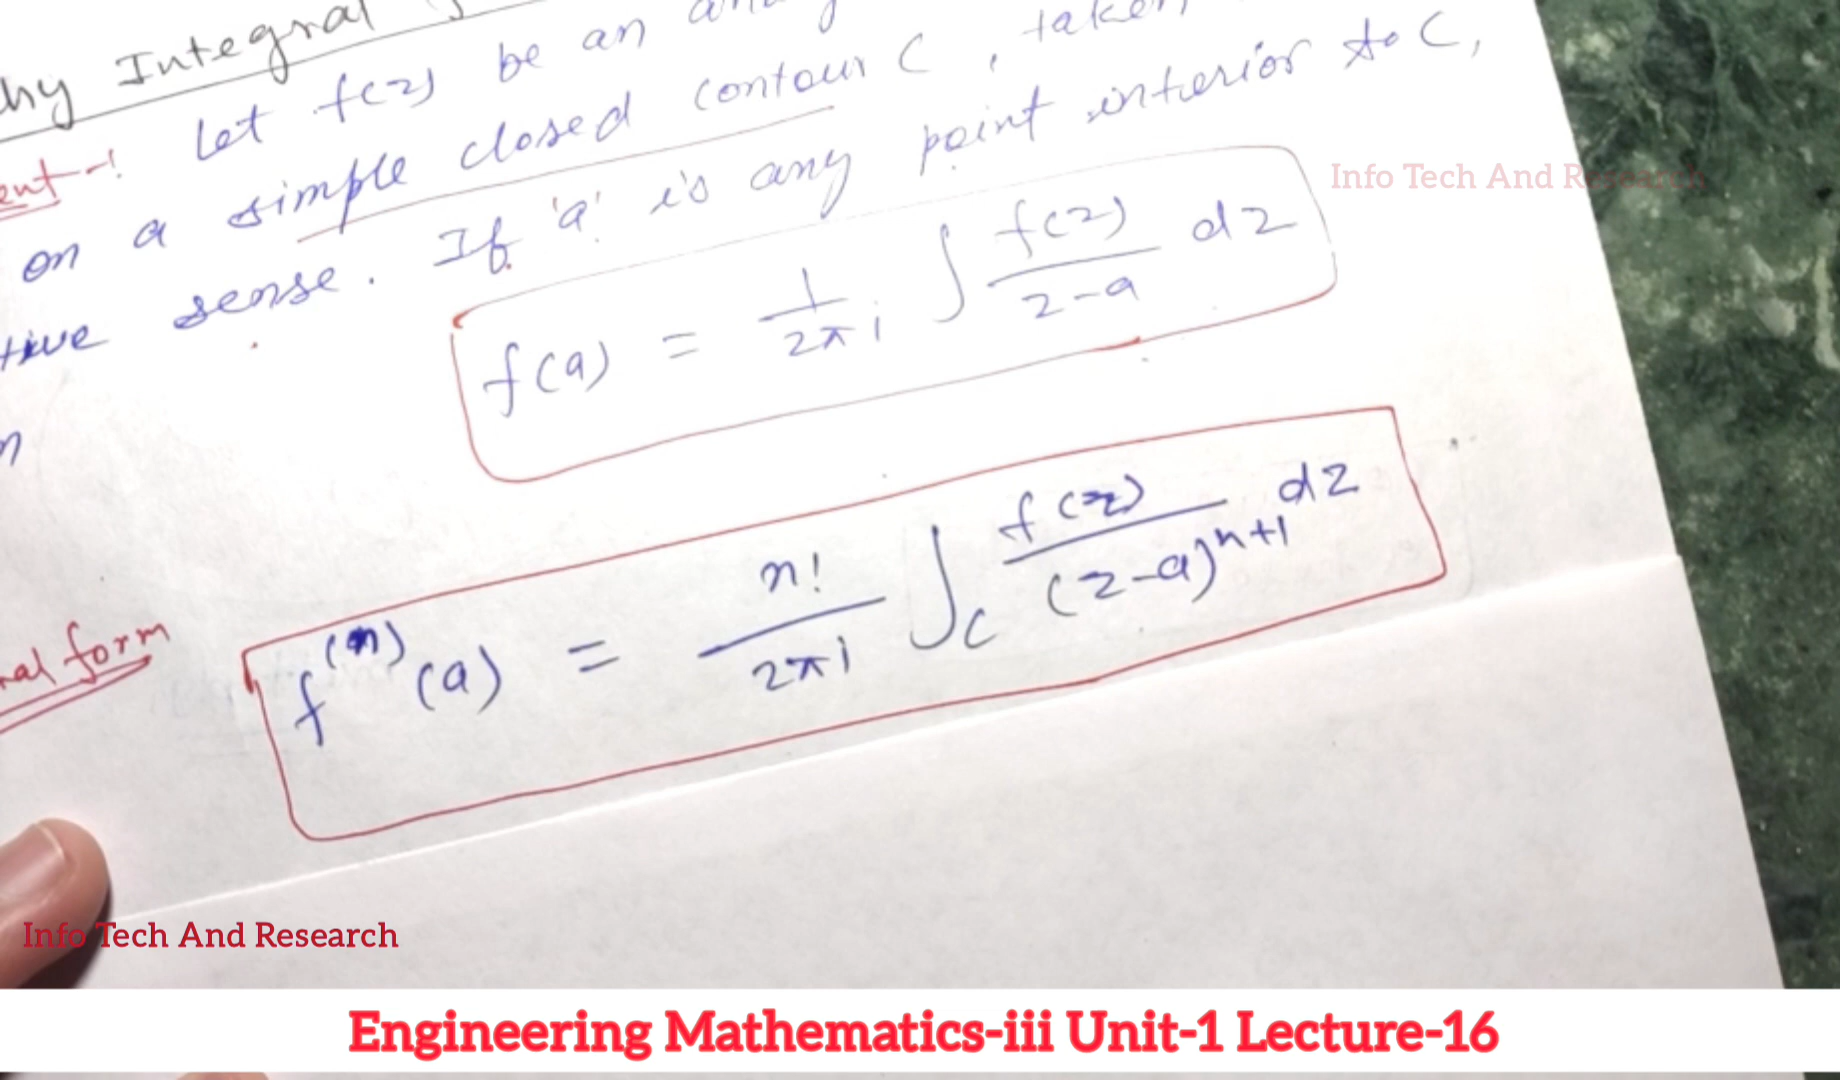 hy Integral
Let f(z) be an
ent-:
on a simple closed contour C, taken
tive sense. If 'a' is any point interior to C,
f(a) = 1/2πi ∫ f(z)/z-a dz
n
nal form
f^(n)(a) = n!/2πi ∫_C f(z)/(z-a)^n+1 dz
Info Tech And Research
Info Tech And Research
Engineering Mathematics-iii Unit-1 Lecture-16